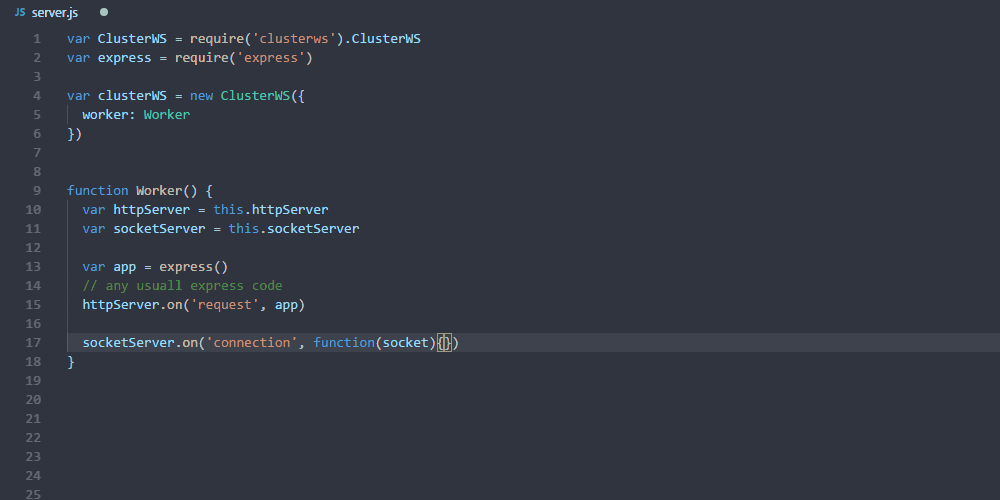 JS server.js
1 var ClusterWS = require('clusterws').ClusterWS
2 var express = require('express')
3
4 var clusterWS = new ClusterWS({
5 worker: Worker
6 })
7
8
9 function Worker() {
10 var httpServer = this.httpServer
11 var socketServer = this.socketServer
12
13 var app = express()
14 // any usuall express code
15 httpServer.on('request', app)
16
17 socketServer.on('connection', function(socket){})
18 }
19
20
21
22
23
24
25